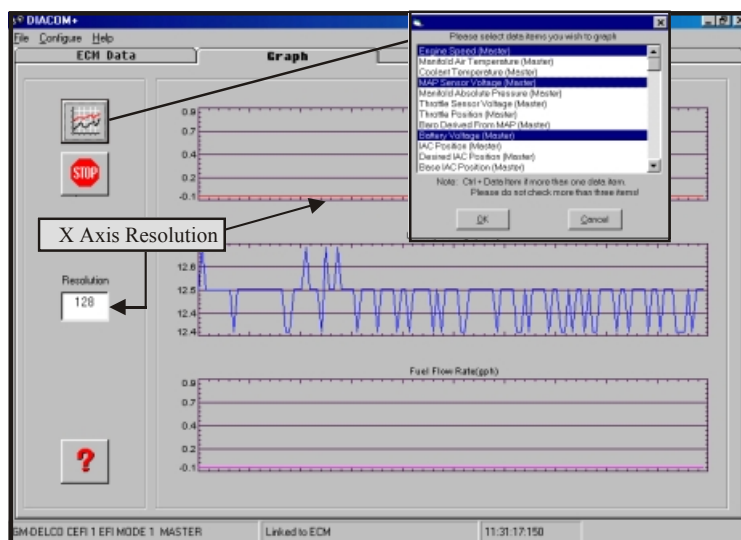 DIACOM+
File Configure Help
ECM Data
Graph
Please select data items you wish to graph
Engine Speed (Master)
Manifold Air Temperature (Master)
Coolant Temperature (Master)
MAP Sensor Voltage (Master)
Manifold Absolute Pressure (Master)
Throttle Sensor Voltage (Master)
Throttle Position (Master)
Baro Derived From MAP (Master)
Battery Voltage (Master)
IAC Position (Master)
Desired IAC Position (Master)
Base IAC Position (Master)
Note: Ctrl + Data Item if more than one data item.
Please do not check more than three items!
OK Cancel
0.9
0.7
0.4
0.2
-0.1
STOP
X Axis Resolution
Resolution
128
12.6
12.5
12.4
12.4
Fuel Flow Rate(gph)
0.9
0.7
0.4
0.2
-0.1
?
GM-DELCO CEFI 1 EFI MODE 1 MASTER Linked to ECM 11:31:17:150